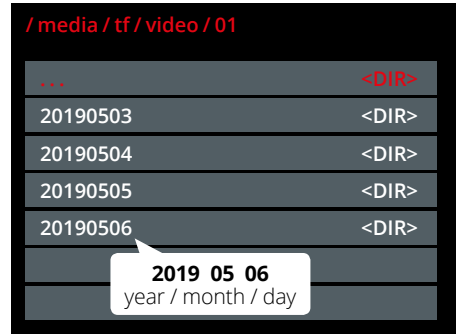 / media / tf / video / 01
... <DIR>
20190503 <DIR>
20190504 <DIR>
20190505 <DIR>
20190506 <DIR>
2019 05 06
year / month / day